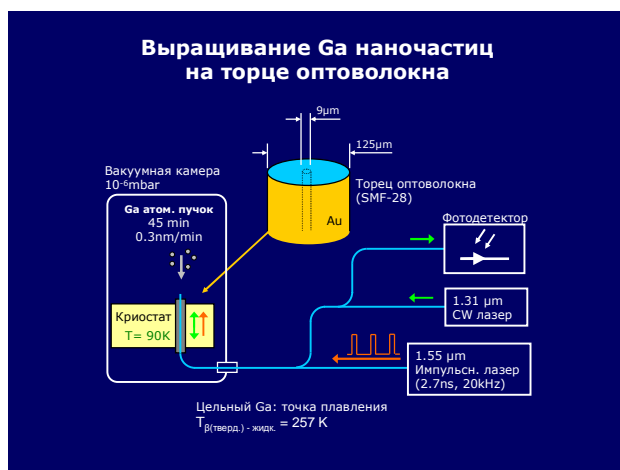 Выращивание Ga наночастиц
на торце оптоволокна
9μm
125μm
Вакуумная камера
10⁻⁶mbar
Торец оптоволокна
(SMF-28)
Au
Ga атом. пучок
45 min
0.3nm/min
Фотодетектор
Криостат
T= 90K
1.31 μm
CW лазер
1.55 μm
Импульсн. лазер
(2.7ns, 20kHz)
Цельный Ga: точка плавления
Tβ(тверд.) - жидк. = 257 K